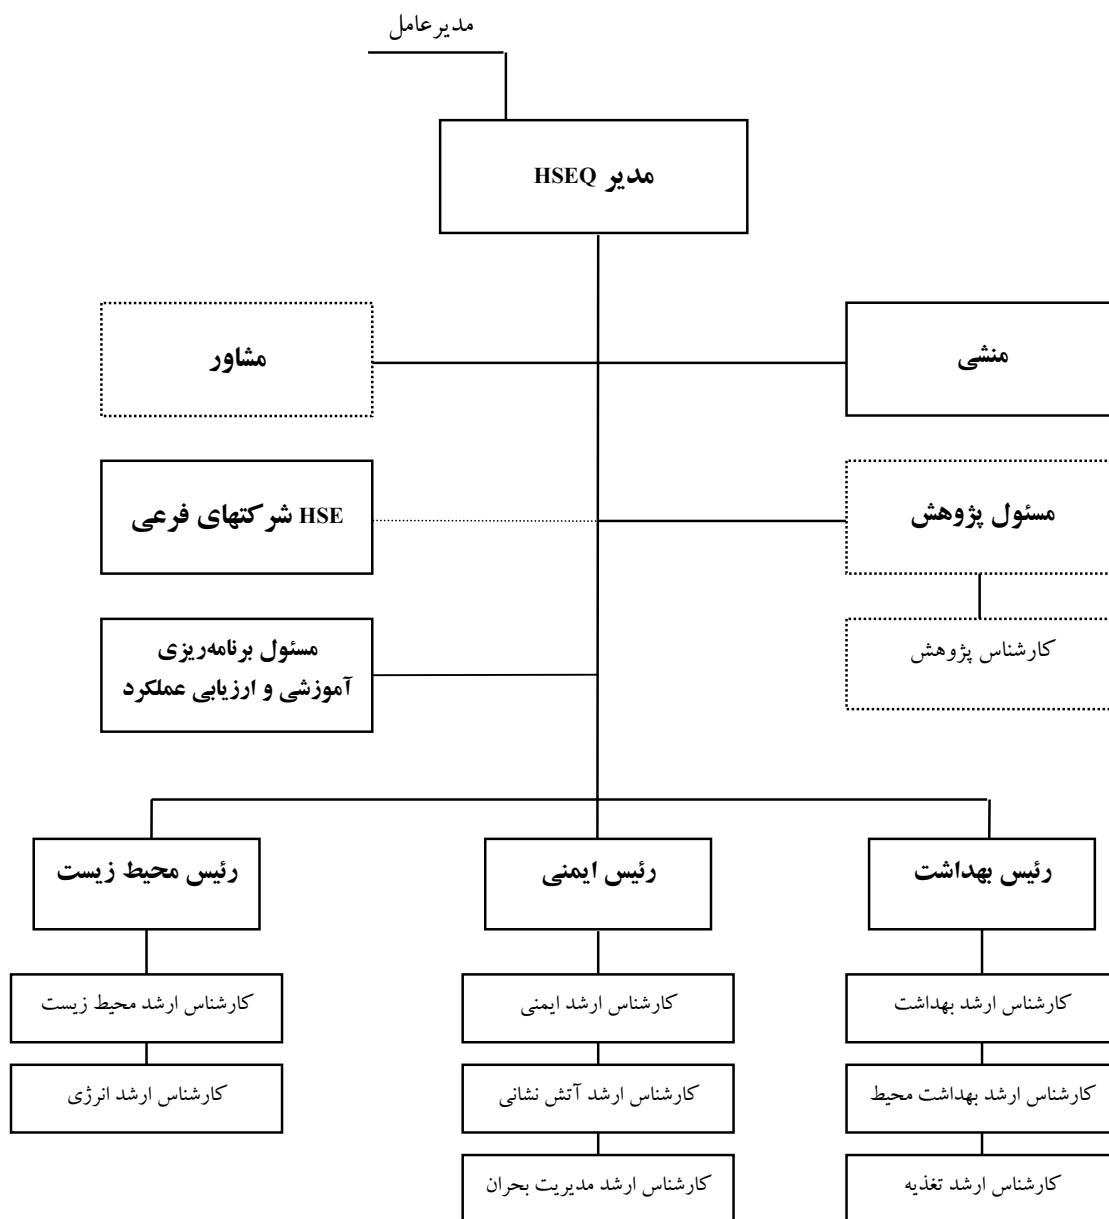 مدیرعامل
مدیر HSEQ
منشی
مشاور
مسئول پژوهش
HSE شرکتهای فرعی
کارشناس پژوهش
مسئول برنامه‌ریزی
آموزشی و ارزیابی عملکرد
رئیس بهداشت
رئیس ایمنی
رئیس محیط زیست
کارشناس ارشد بهداشت
کارشناس ارشد ایمنی
کارشناس ارشد محیط زیست
کارشناس ارشد بهداشت محیط
کارشناس ارشد آتش نشانی
کارشناس ارشد انرژی
کارشناس ارشد تغذیه
کارشناس ارشد مدیریت بحران